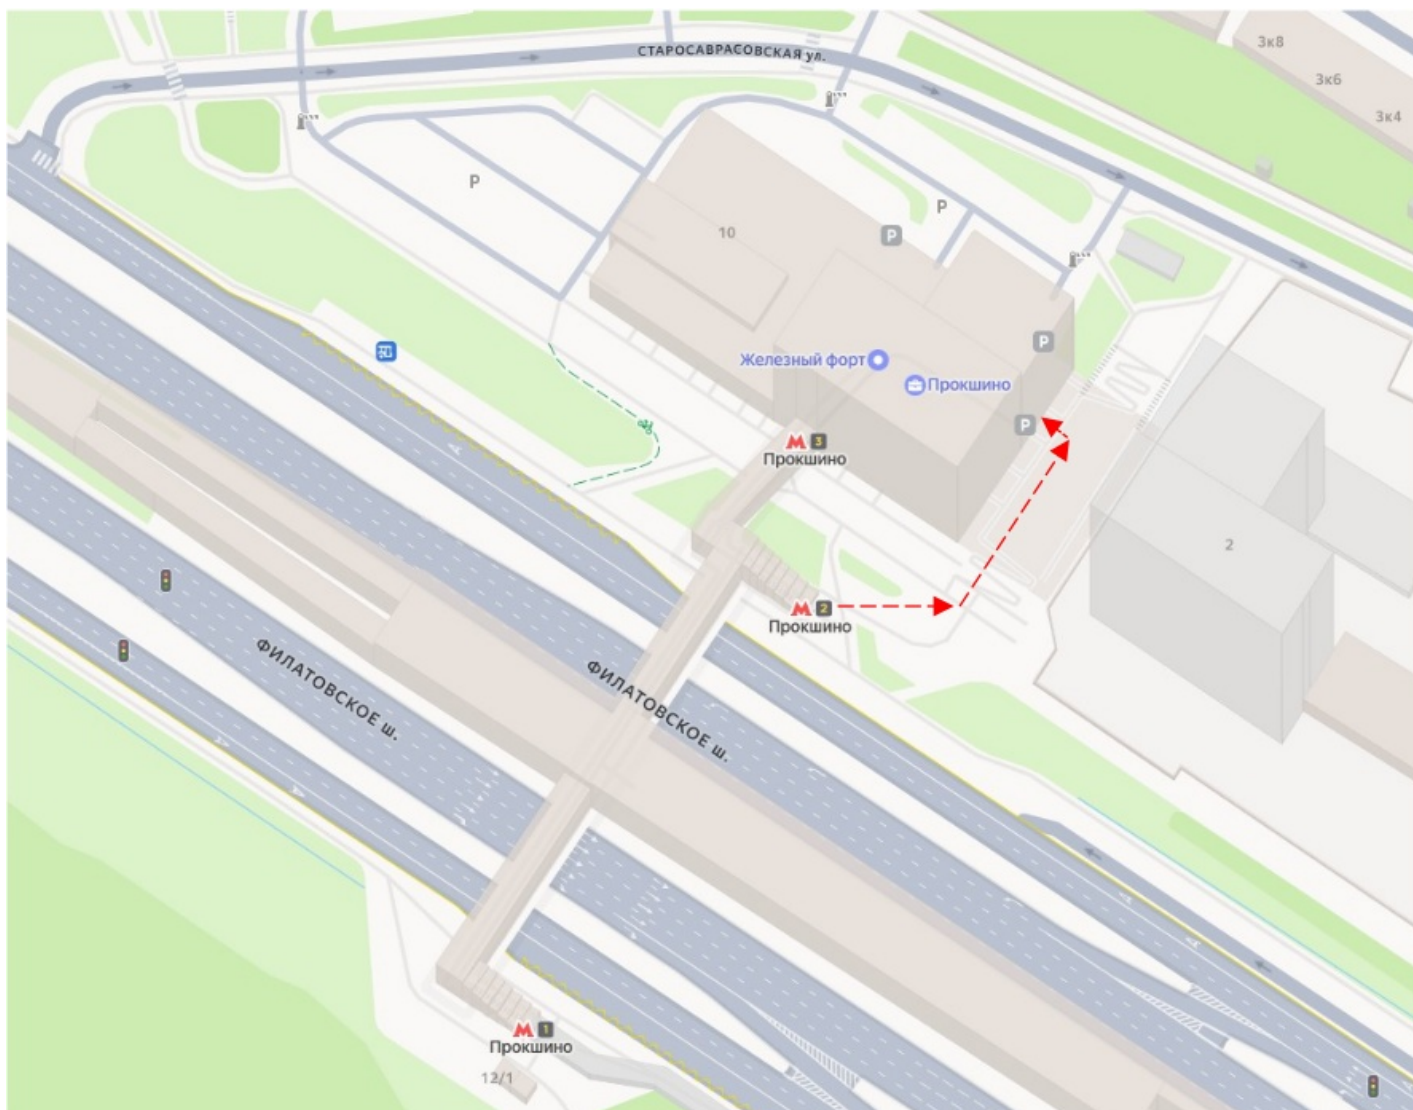 СТАРОСАВРАСОВСКАЯ ул.
3к8
3к6
3к4
P
P
10
P
P
Железный форт
Прокшино
P
М 3
Прокшино
2
М 2
Прокшино
ФИЛАТОВСКОЕ ш.
ФИЛАТОВСКОЕ ш.
М 1
Прокшино
12/1